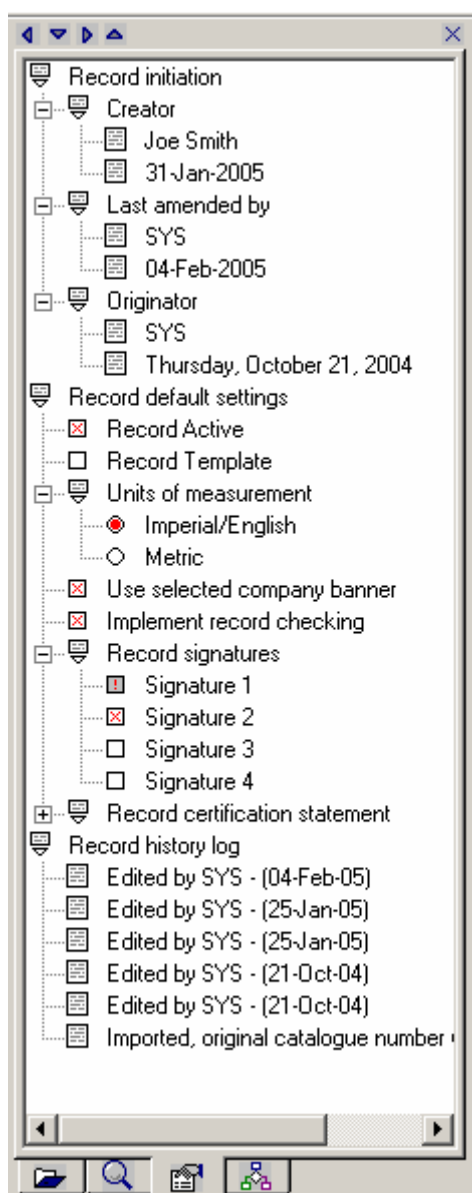 Record initiation
Creator
Joe Smith
31-Jan-2005
Last amended by
SYS
04-Feb-2005
Originator
SYS
Thursday, October 21, 2004
Record default settings
Record Active
Record Template
Units of measurement
Imperial/English
Metric
Use selected company banner
Implement record checking
Record signatures
Signature 1
Signature 2
Signature 3
Signature 4
Record certification statement
Record history log
Edited by SYS - (04-Feb-05)
Edited by SYS - (25-Jan-05)
Edited by SYS - (25-Jan-05)
Edited by SYS - (21-Oct-04)
Edited by SYS - (21-Oct-04)
Imported, original catalogue number